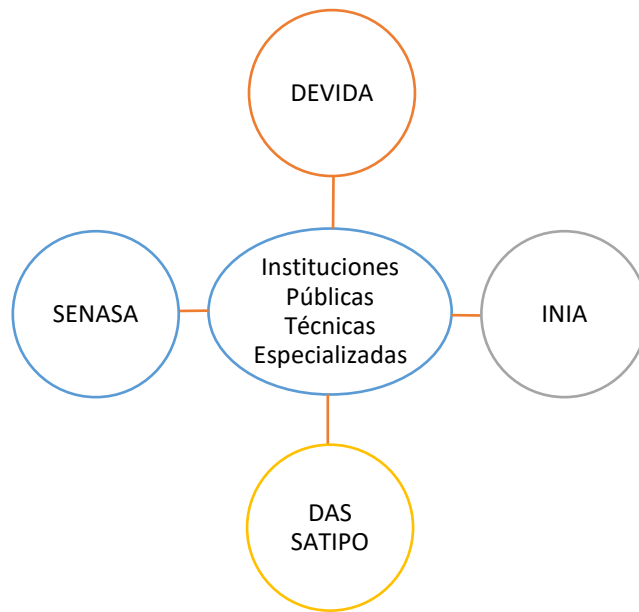 DEVIDA
SENASA
Instituciones
Públicas
Técnicas
Especializadas
INIA
DAS
SATIPO